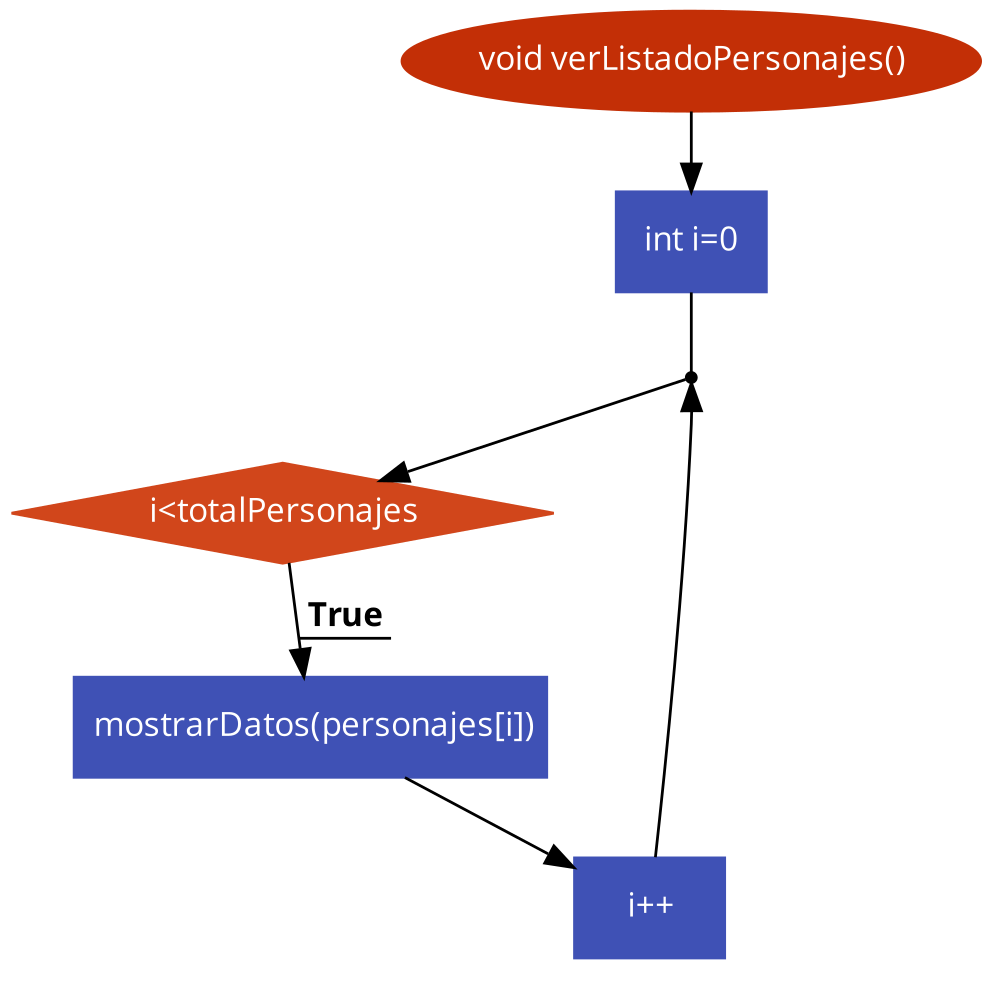 void verListadoPersonajes()
int i=0
i<totalPersonajes
True
mostrarDatos(personajes[i])
i++